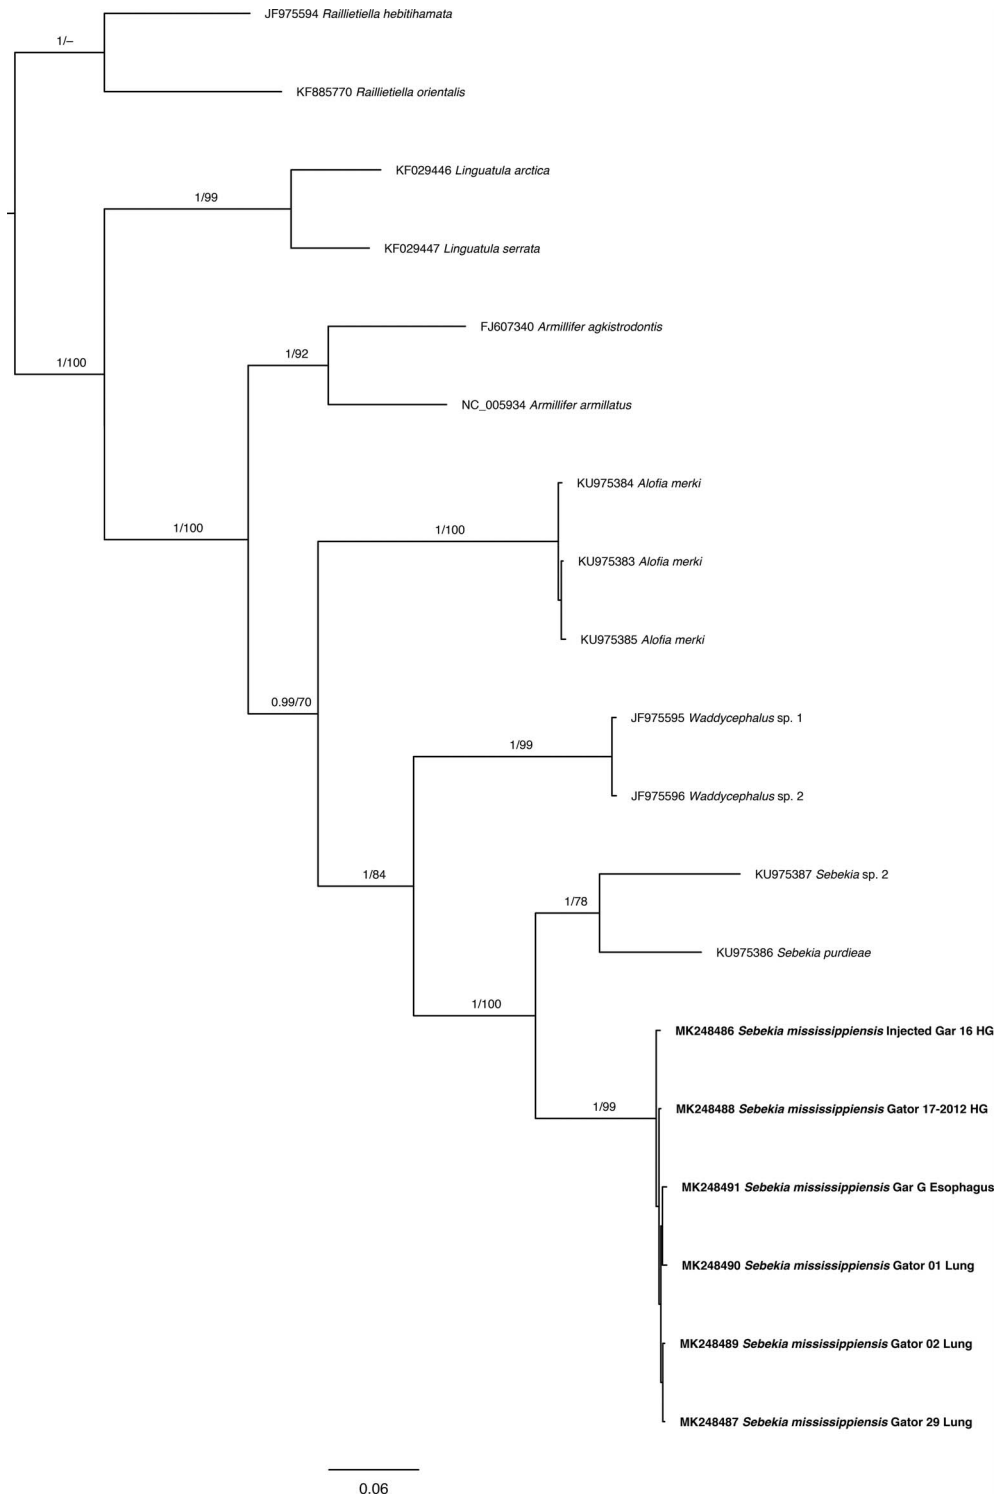 JF975594 Raillietiella hebitihamata
1/–
KF885770 Raillietiella orientalis
KF029446 Linguatula arctica
1/99
KF029447 Linguatula serrata
FJ607340 Armillifer agkistrodontis
1/92
1/100
NC_005934 Armillifer armillatus
KU975384 Alofia merki
1/100
1/100
KU975383 Alofia merki
KU975385 Alofia merki
0.99/70
JF975595 Waddycephalus sp. 1
1/99
JF975596 Waddycephalus sp. 2
1/84
KU975387 Sebekia sp. 2
1/78
KU975386 Sebekia purdieae
1/100
MK248486 Sebekia mississippiensis Injected Gar 16 HG
1/99
MK248488 Sebekia mississippiensis Gator 17-2012 HG
MK248491 Sebekia mississippiensis Gar G Esophagus
MK248490 Sebekia mississippiensis Gator 01 Lung
MK248489 Sebekia mississippiensis Gator 02 Lung
MK248487 Sebekia mississippiensis Gator 29 Lung
0.06